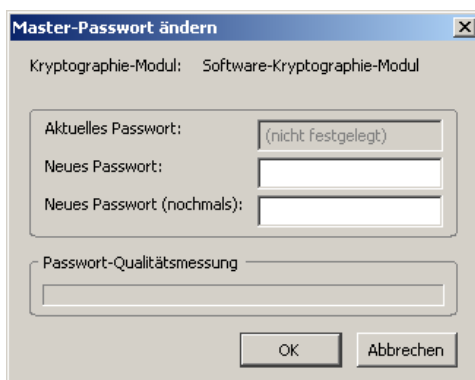 Master-Passwort ändern
Kryptographie-Modul: Software-Kryptographie-Modul
Aktuelles Passwort: (nicht festgelegt)
Neues Passwort:
Neues Passwort (nochmals):
Passwort-Qualitätsmessung
OK Abbrechen